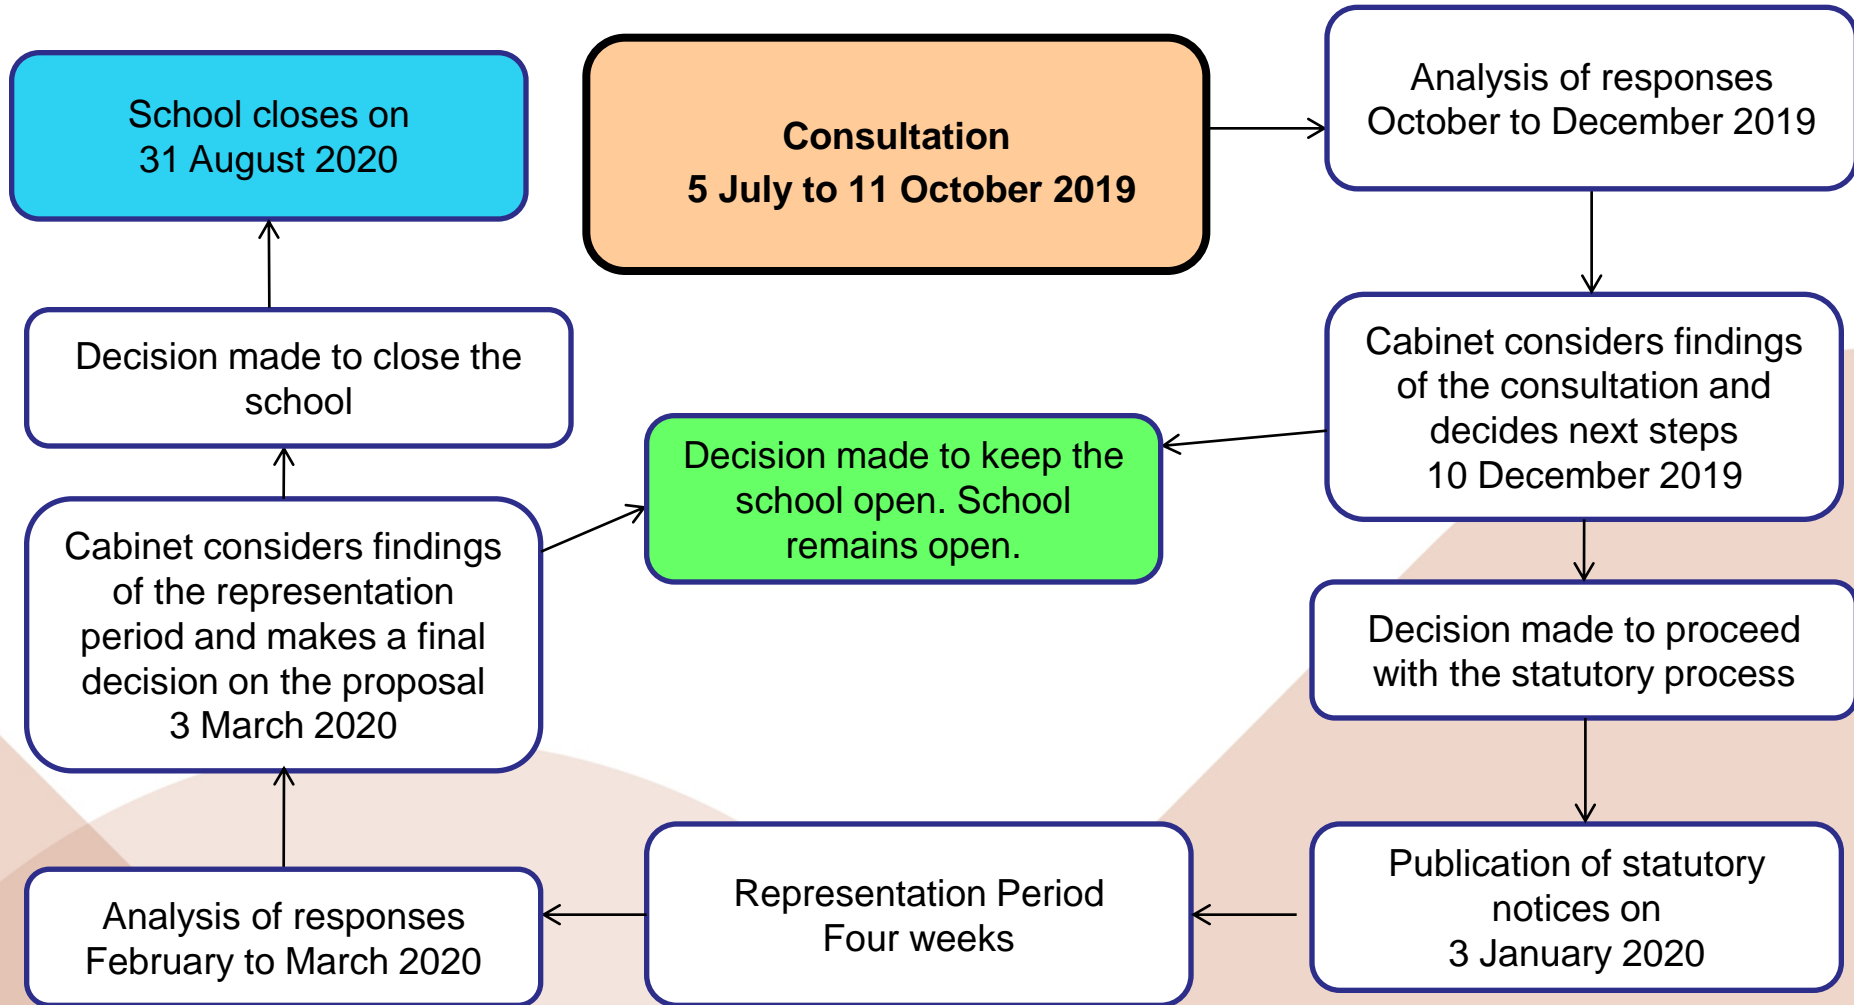 Consultation
5 July to 11 October 2019
Analysis of responses
October to December 2019
Cabinet considers findings
of the consultation and
decides next steps
10 December 2019
Decision made to keep the
school open. School
remains open.
Decision made to proceed
with the statutory process
Publication of statutory
notices on
3 January 2020
Representation Period
Four weeks
Analysis of responses
February to March 2020
Cabinet considers findings
of the representation
period and makes a final
decision on the proposal
3 March 2020
Decision made to close the
school
School closes on
31 August 2020